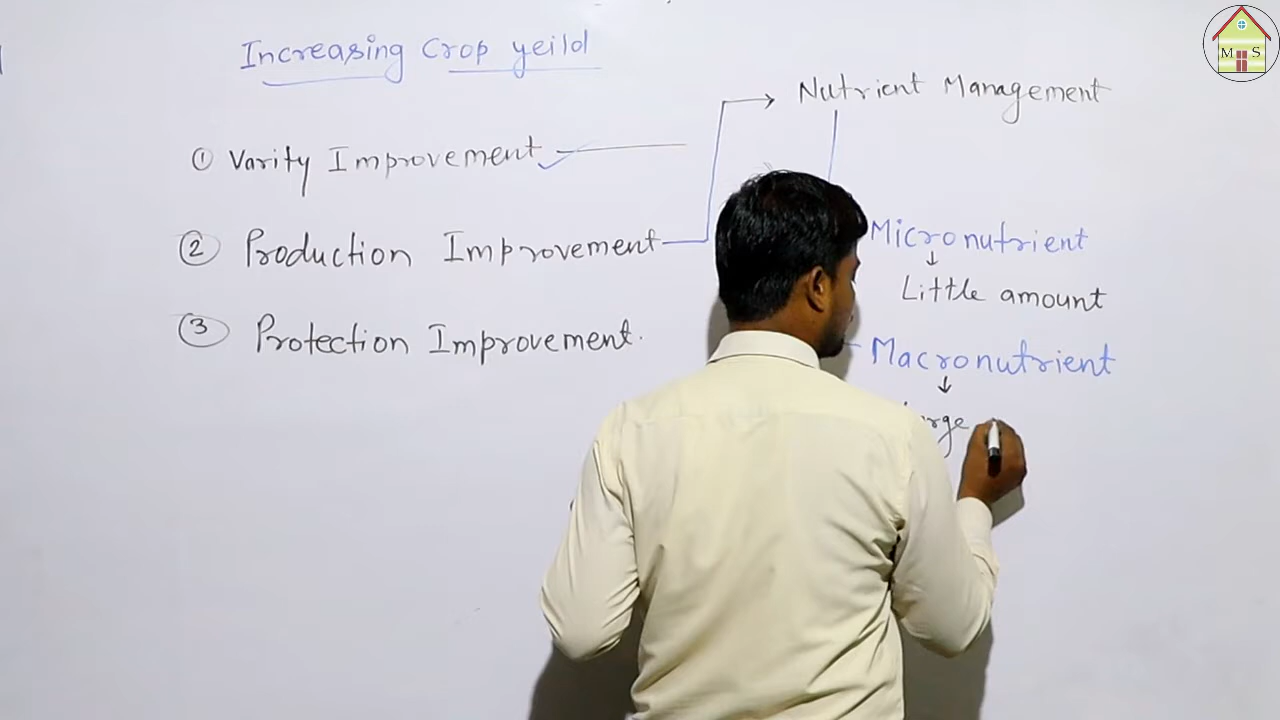 Increasing Crop yeild
① Varity Improvement
② Production Improvement
③ Protection Improvement.
Nutrient Management
Micronutrient
↓
Little amount
Macronutrient
↓
M S